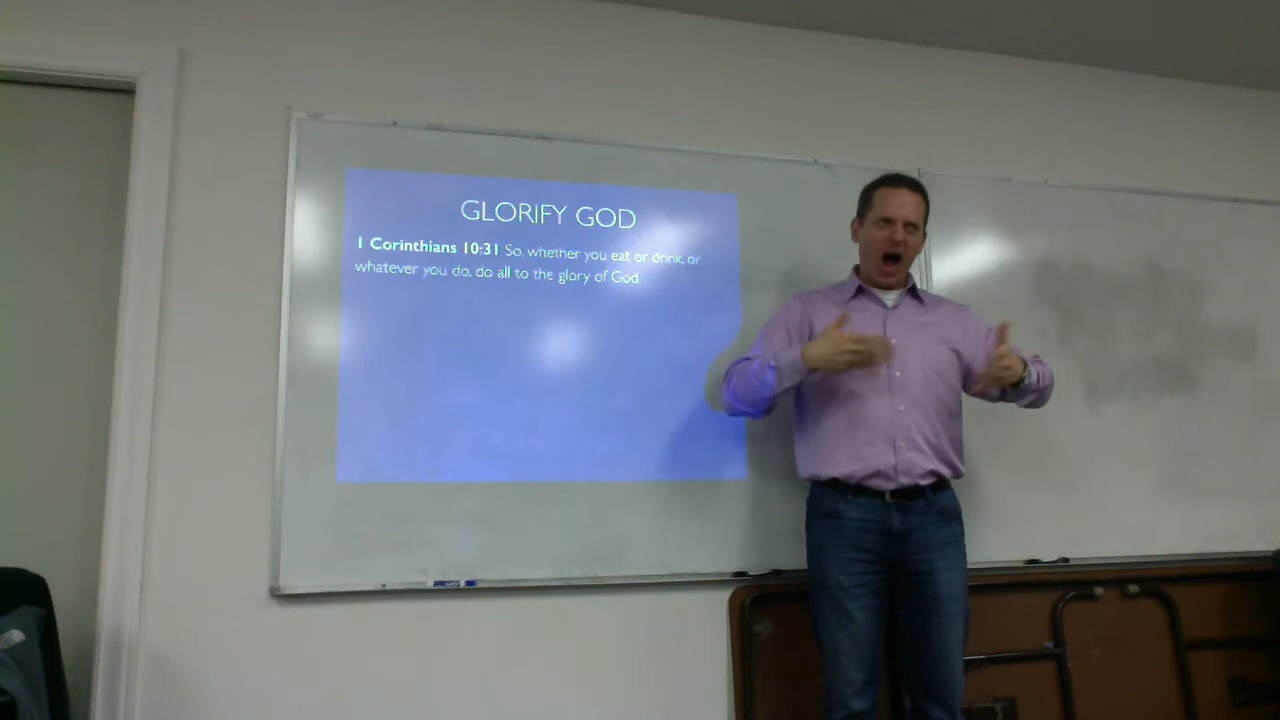 GLORIFY GOD
1 Corinthians 10:31 So, whether you eat or drink, or
whatever you do, do all to the glory of God.